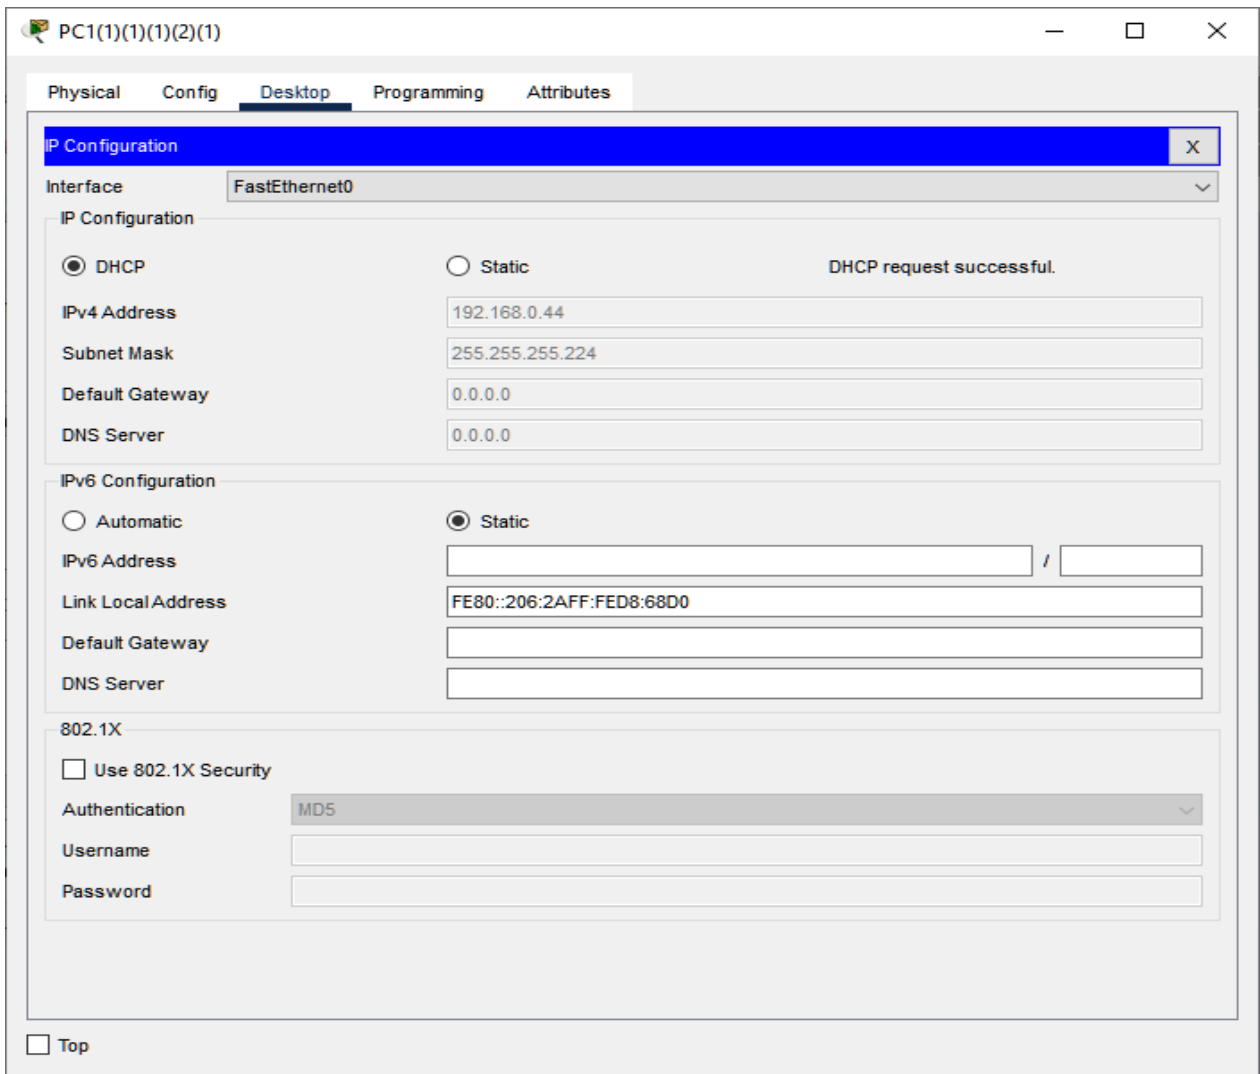 PC1(1)(1)(1)(2)(1)
Physical Config Desktop Programming Attributes
IP Configuration X
Interface FastEthernet0
IP Configuration
DHCP Static DHCP request successful.
IPv4 Address 192.168.0.44
Subnet Mask 255.255.255.224
Default Gateway 0.0.0.0
DNS Server 0.0.0.0
IPv6 Configuration
Automatic Static
IPv6 Address /
Link Local Address FE80::206:2AFF:FED8:68D0
Default Gateway
DNS Server
802.1X
Use 802.1X Security
Authentication MD5
Username
Password
Top